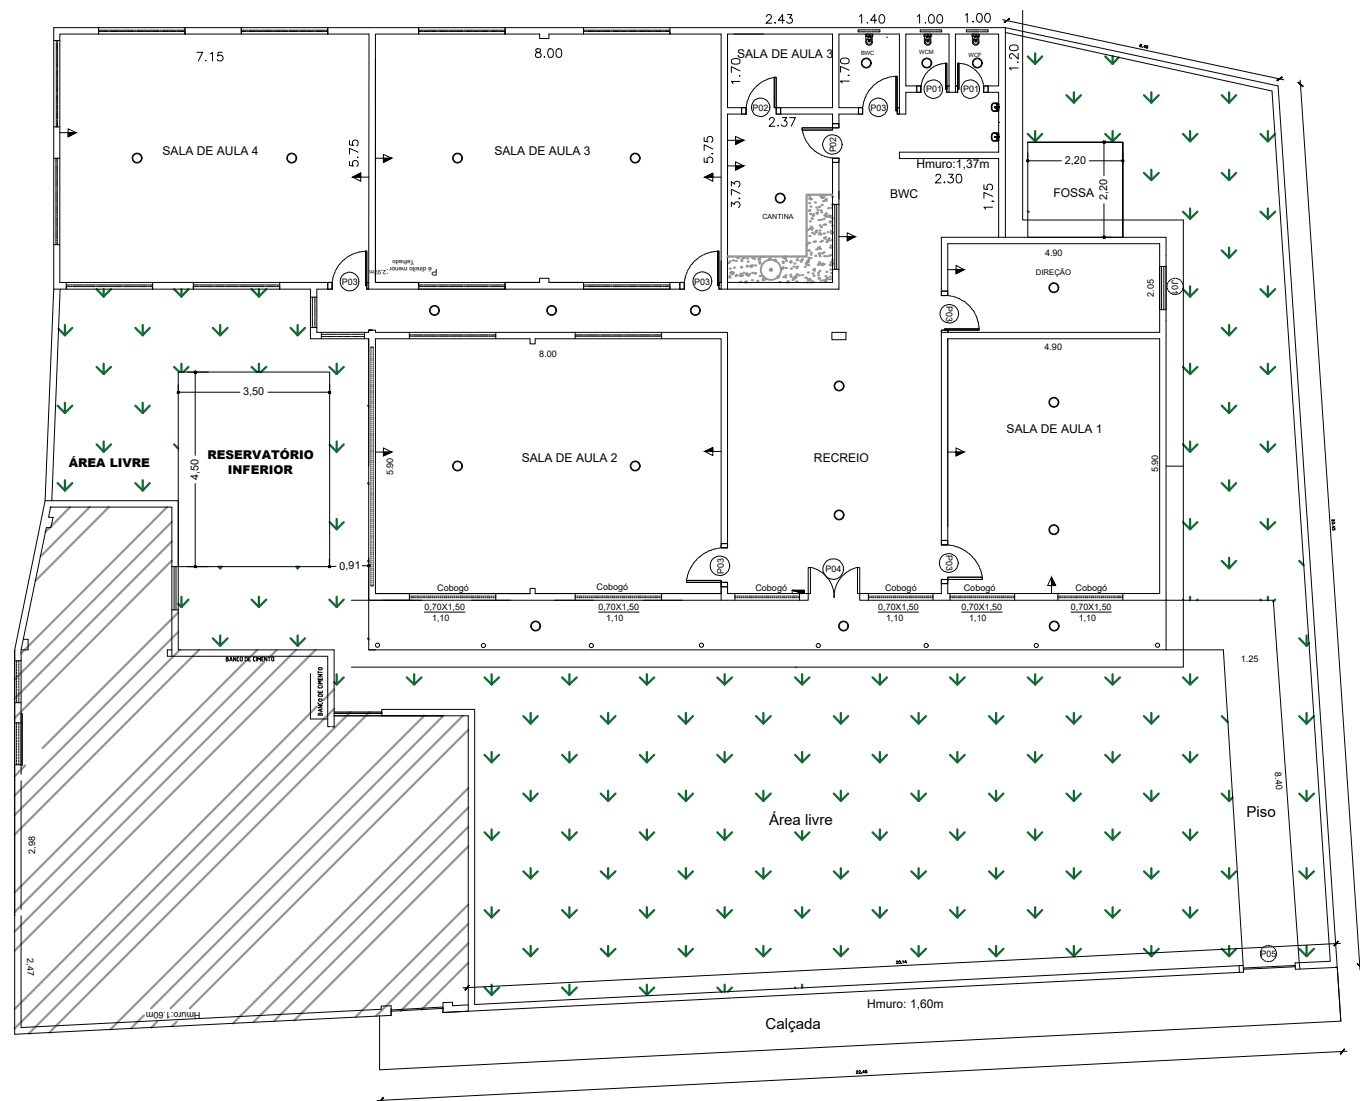 2.43
1.40
1.00
1.00
7.15
8.00
SALA DE AULA 3
1.70
1.70
BWC
WCM
WCF
1.20
P02
P03
P01
P01
2.37
P02
SALA DE AULA 4
5.75
SALA DE AULA 3
5.75
3.73
CANTINA
Hmuro:1,37m
2.30
1,75
BWC
2,20
FOSSA
2,20
4.90
DIREÇÃO
2.05
J01
P03
P03
P03
P é direito menor -2,97m
Telhado
8.00
4.90
3,50
4,50
RESERVATÓRIO
INFERIOR
ÁREA LIVRE
5.90
SALA DE AULA 2
RECREIO
SALA DE AULA 1
5.90
0,91
P03
P04
P03
Cobogó
Cobogó
Cobogó
Cobogó
Cobogó
Cobogó
0,70X1,50
1,10
0,70X1,50
1,10
0,70X1,50
1,10
0,70X1,50
1,10
0,70X1,50
1,10
BANCO DE CIMENTO
BANCO DE CIMENTO
1.25
8.40
Piso
Área livre
2,98
2,47
P05
Hmuro:1.60m
Hmuro: 1,60m
Calçada